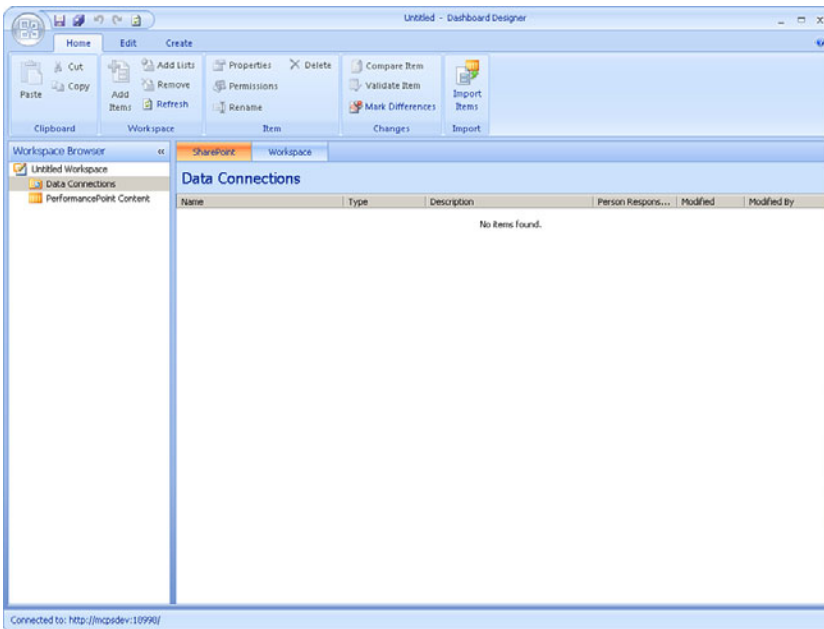 Untitled - Dashboard Designer
Home Edit Create
Paste
Cut
Copy
Clipboard
Add Items
Add Lists
Remove
Refresh
Workspace
Properties
Permissions
Rename
Delete
Item
Compare Item
Validate Item
Mark Differences
Changes
Import Items
Import
Workspace Browser
Untitled Workspace
Data Connections
PerformancePoint Content
SharePoint Workspace
Data Connections
Name Type Description Person Respons... Modified Modified By
No items found.
Connected to: http://mcpsdev:18998/